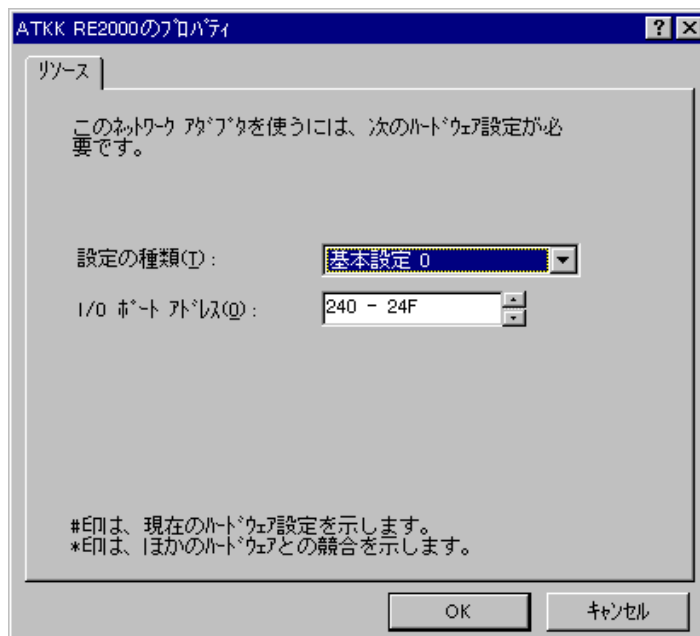 ATKK RE2000のﾌﾟﾛﾊﾟﾃｨ
ﾘｿｰｽ
このﾈｯﾄﾜｰｸ ｱﾀﾞﾌﾟﾀを使うには、次のﾊｰﾄﾞｳｪｱ設定が必
要です。
設定の種類(T):
基本設定 0
I/O ﾎﾟｰﾄ ｱﾄﾞﾚｽ(O):
240 - 24F
#印は、現在のﾊｰﾄﾞｳｪｱ設定を示します。
*印は、ほかのﾊｰﾄﾞｳｪｱとの競合を示します。
OK
ｷｬﾝｾﾙ